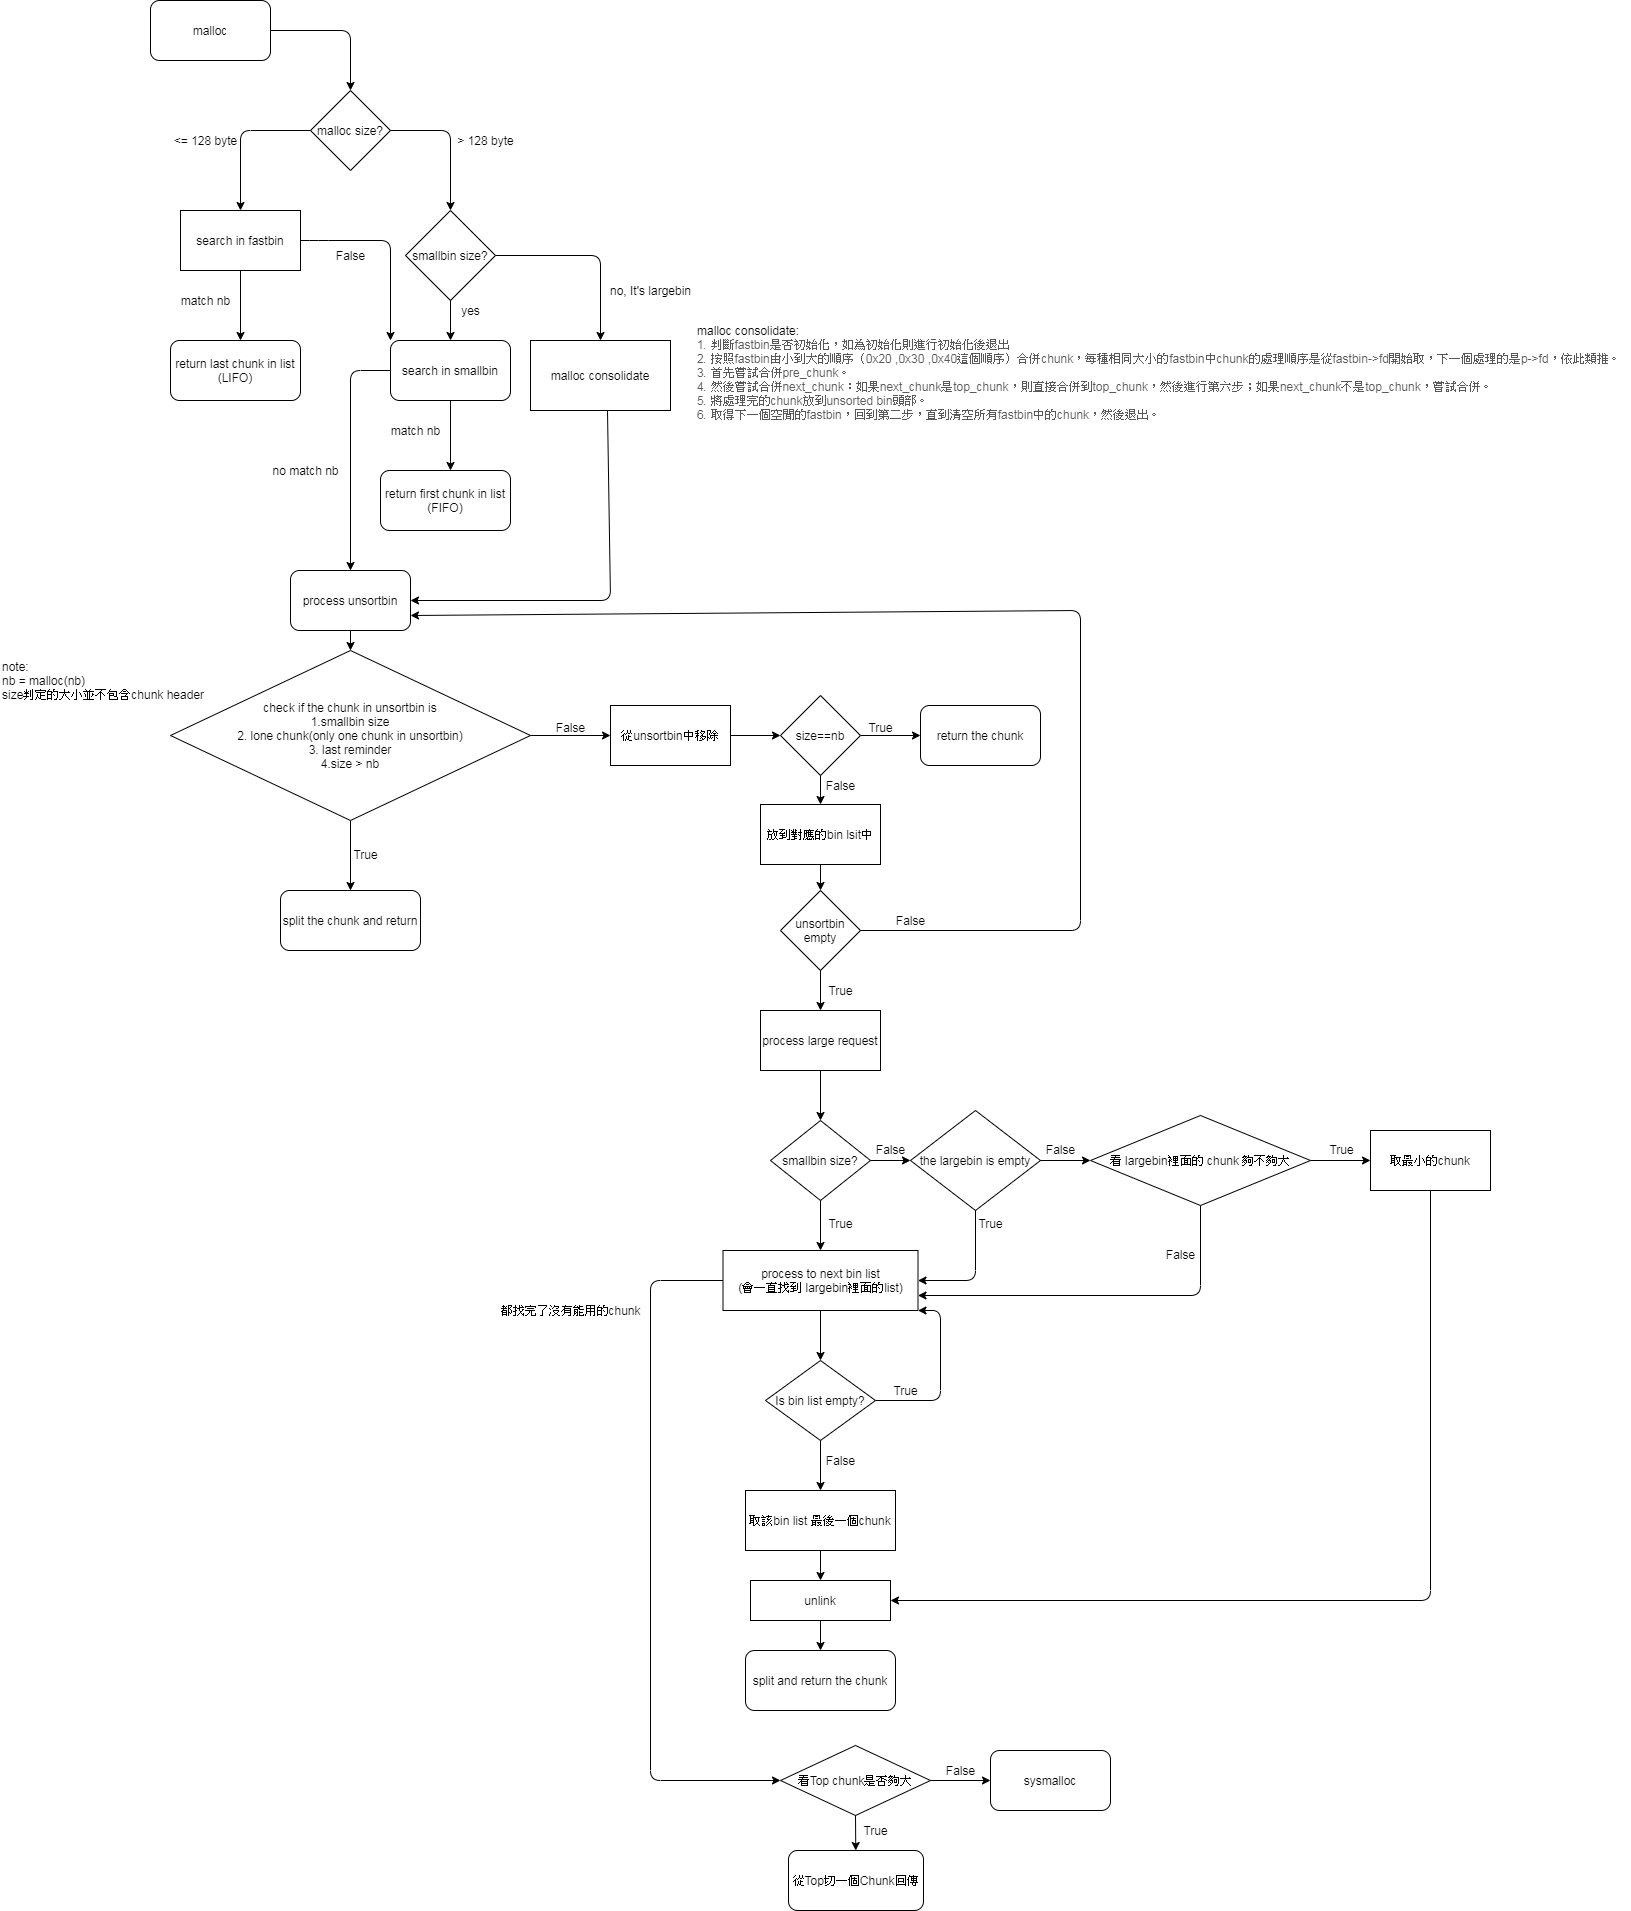 malloc
malloc size?
<= 128 byte
> 128 byte
search in fastbin
False
smallbin size?
match nb
yes
no, It's largebin
return last chunk in list
(LIFO)
search in smallbin
malloc consolidate
malloc consolidate:
1. 判斷fastbin是否初始化，如為初始化則進行初始化後退出
2. 按照fastbin由小到大的順序（0x20 ,0x30 ,0x40這個順序）合併chunk，每種相同大小的fastbin中chunk的處理順序是從fastbin->fd開始取，下一個處理的是p->fd，依此類推。
3. 首先嘗試合併pre_chunk。
4. 然後嘗試合併next_chunk：如果next_chunk是top_chunk，則直接合併到top_chunk，然後進行第六步；如果next_chunk不是top_chunk，嘗試合併。
5. 將處理完的chunk放到unsorted bin頭部。
6. 取得下一個空閒的fastbin，回到第二步，直到清空所有fastbin中的chunk，然後退出。
match nb
no match nb
return first chunk in list
(FIFO)
process unsortbin
note:
nb = malloc(nb)
size判定的大小並不包含chunk header
check if the chunk in unsortbin is
1.smallbin size
2. lone chunk(only one chunk in unsortbin)
3. last reminder
4.size > nb
False
從unsortbin中移除
size==nb
True
return the chunk
False
放到對應的bin lsit中
True
split the chunk and return
unsortbin
empty
False
True
process large request
smallbin size?
False
the largebin is empty
False
看 largebin裡面的 chunk 夠不夠大
True
取最小的chunk
True
True
False
process to next bin list
(會一直找到 largebin裡面的list)
都找完了沒有能用的chunk
Is bin list empty?
True
False
取該bin list 最後一個chunk
unlink
split and return the chunk
看Top chunk是否夠大
False
sysmalloc
True
從Top切一個Chunk回傳